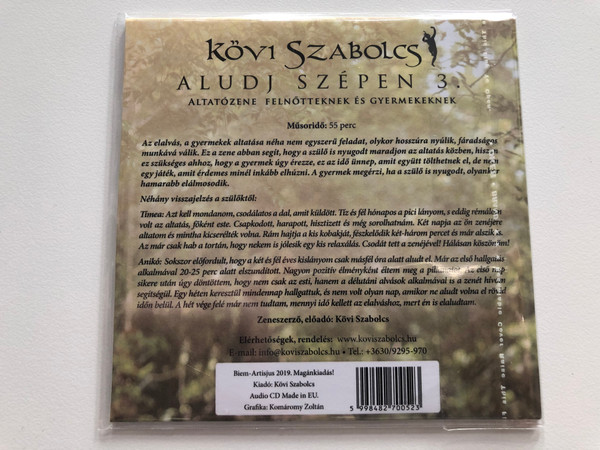 Kövi Szabolcs
ALUDJ SZÉPEN 3.
ALTATÓZENE FELNŐTTEKNEK ÉS GYERMEKEKNEK
Műsoridő: 55 perc
Az elalvás, a gyermekek altatása néha nem egyszerű feladat, olykor hosszúra nyúlik, fáradságos
munkává válik. Ez a zene abban segít, hogy a szülő is nyugodt maradjon az altatás közben, hiszen
ez szükséges ahhoz, hogy a gyermek úgy érezze, ez az idő ünnep, amit együtt tölthetnek el, de nem
egy játék, amit érdemes minél inkább elhúzni. A gyermek megérzi, ha a szülő is nyugodt, olyankor
hamarabb elálmosodik.
Néhány visszajelzés a szülőktől:
Tímea: Azt kell mondanom, csodálatos a dal, amit küldött. Tíz és fél hónapos a pici lányom, s eddig rémálom
volt az altatás, főként este. Csapkodott, harapott, hisztizett és még sorolhatnám. Két napja az ön zenéjére
altatom és mintha kicserélték volna. Rám hajtja a kis kobakját, fészkelődik két-három percet és már alszik is.
Az már csak hab a tortán, hogy nekem is jólesik egy kis relaxálás. Csodát tett a zenéjével! Hálásan köszönöm!
Anikó: Sokszor előfordult, hogy a két és fél éves kislányom csak másfél óra alatt aludt el. Már az első hallgatás
alkalmával 20-25 perc alatt elszundított. Nagyon pozitív élményként éltem meg a pillanatot. Az első nap
sikere után úgy döntöttem, hogy nem csak az esti, hanem a délutáni alvások alkalmával is a zenét hívom
segítségül. Egy héten keresztül mindennap hallgattuk, és nem volt olyan nap, amikor ne aludt volna el rövid
időn belül. A hét vége felé már nem tudtam, mennyi idő kellett az elalváshoz, mert én is elaludtam.
Zeneszerző, előadó: Kövi Szabolcs
Elérhetőségek, rendelés: www.koviszabolcs.hu
E-mail: info@koviszabolcs.hu • Tel.: +3630/9295-970
Biem-Artisjus 2019. Magánkiadás!
Kiadó: Kövi Szabolcs
Audio CD Made in EU.
Grafika: Komáromy Zoltán
5 998482 700523